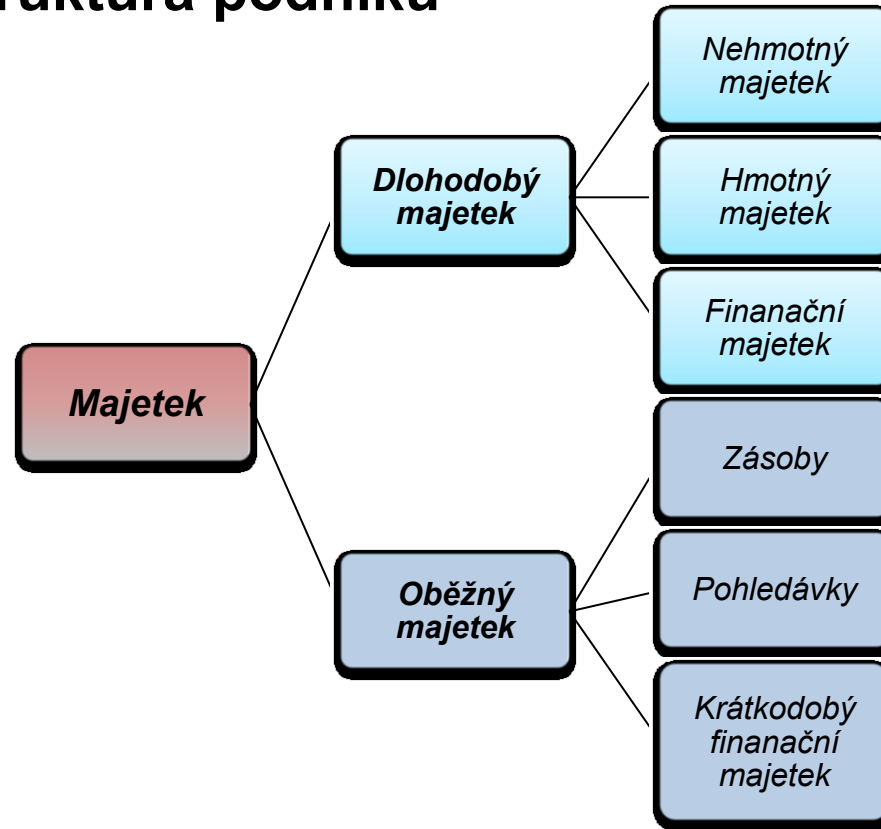 ruktura podniku
Nehmotný
majetek
Dlohodobý
majetek
Hmotný
majetek
Finanační
majetek
Majetek
Zásoby
Oběžný
majetek
Pohledávky
Krátkodobý
finanační
majetek